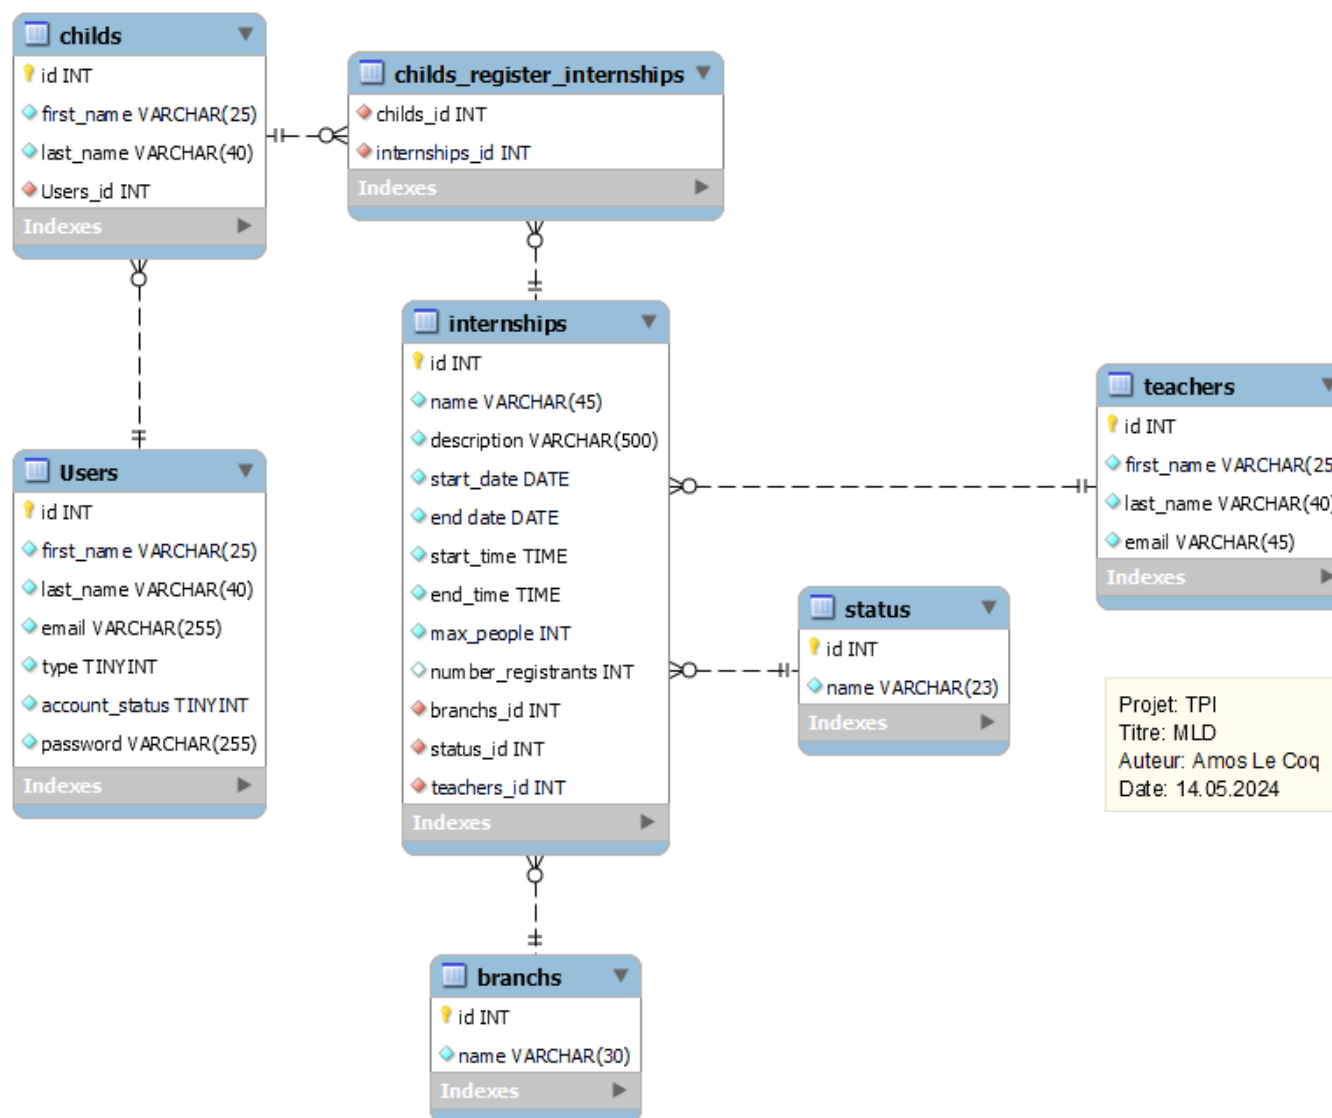 childs
id INT
first_name VARCHAR(25)
last_name VARCHAR(40)
Users_id INT
Indexes
childs_register_internships
childs_id INT
internships_id INT
Indexes
internships
id INT
name VARCHAR(45)
description VARCHAR(500)
start_date DATE
end date DATE
start_time TIME
end_time TIME
max_people INT
number_registrants INT
branchs_id INT
status_id INT
teachers_id INT
Indexes
Users
id INT
first_name VARCHAR(25)
last_name VARCHAR(40)
email VARCHAR(255)
type TINYINT
account_status TINYINT
password VARCHAR(255)
Indexes
teachers
id INT
first_name VARCHAR(25
last_name VARCHAR(40)
email VARCHAR(45)
Indexes
status
id INT
name VARCHAR(23)
Indexes
Projet: TPI
Titre: MLD
Auteur: Amos Le Coq
Date: 14.05.2024
branchs
id INT
name VARCHAR(30)
Indexes